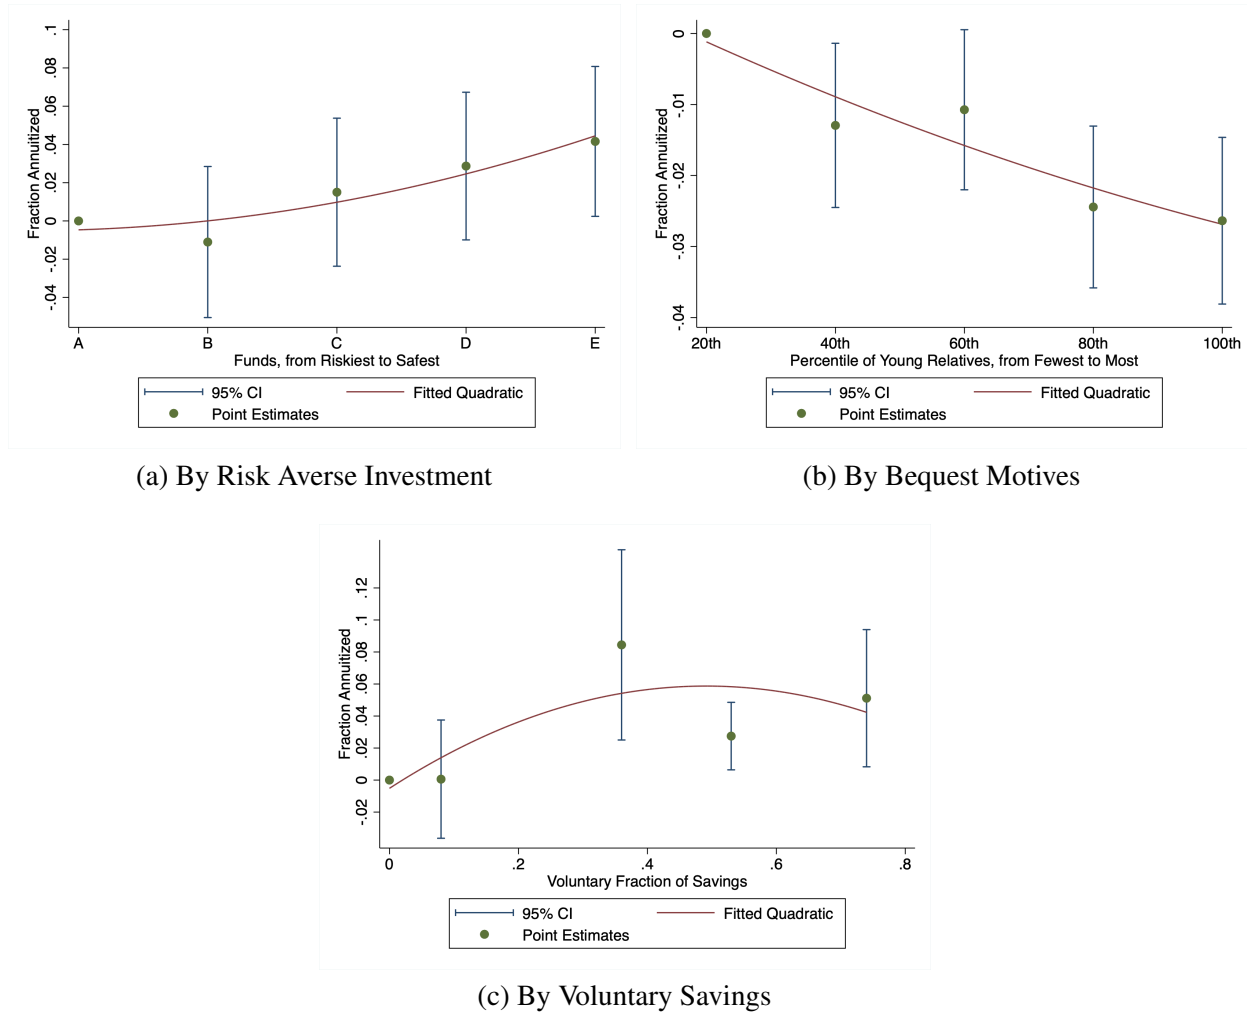 Fraction Annuitized
.1
.08
.06
.04
.02
0
-.02
-.04
A B C D E
Funds, from Riskiest to Safest
95% CI Fitted Quadratic
Point Estimates
(a) By Risk Averse Investment
Fraction Annuitized
0
-.01
-.02
-.03
-.04
20th 40th 60th 80th 100th
Percentile of Young Relatives, from Fewest to Most
95% CI Fitted Quadratic
Point Estimates
(b) By Bequest Motives
Fraction Annuitized
.12
.1
.08
.06
.04
.02
0
-.02
0 .2 .4 .6 .8
Voluntary Fraction of Savings
95% CI Fitted Quadratic
Point Estimates
(c) By Voluntary Savings